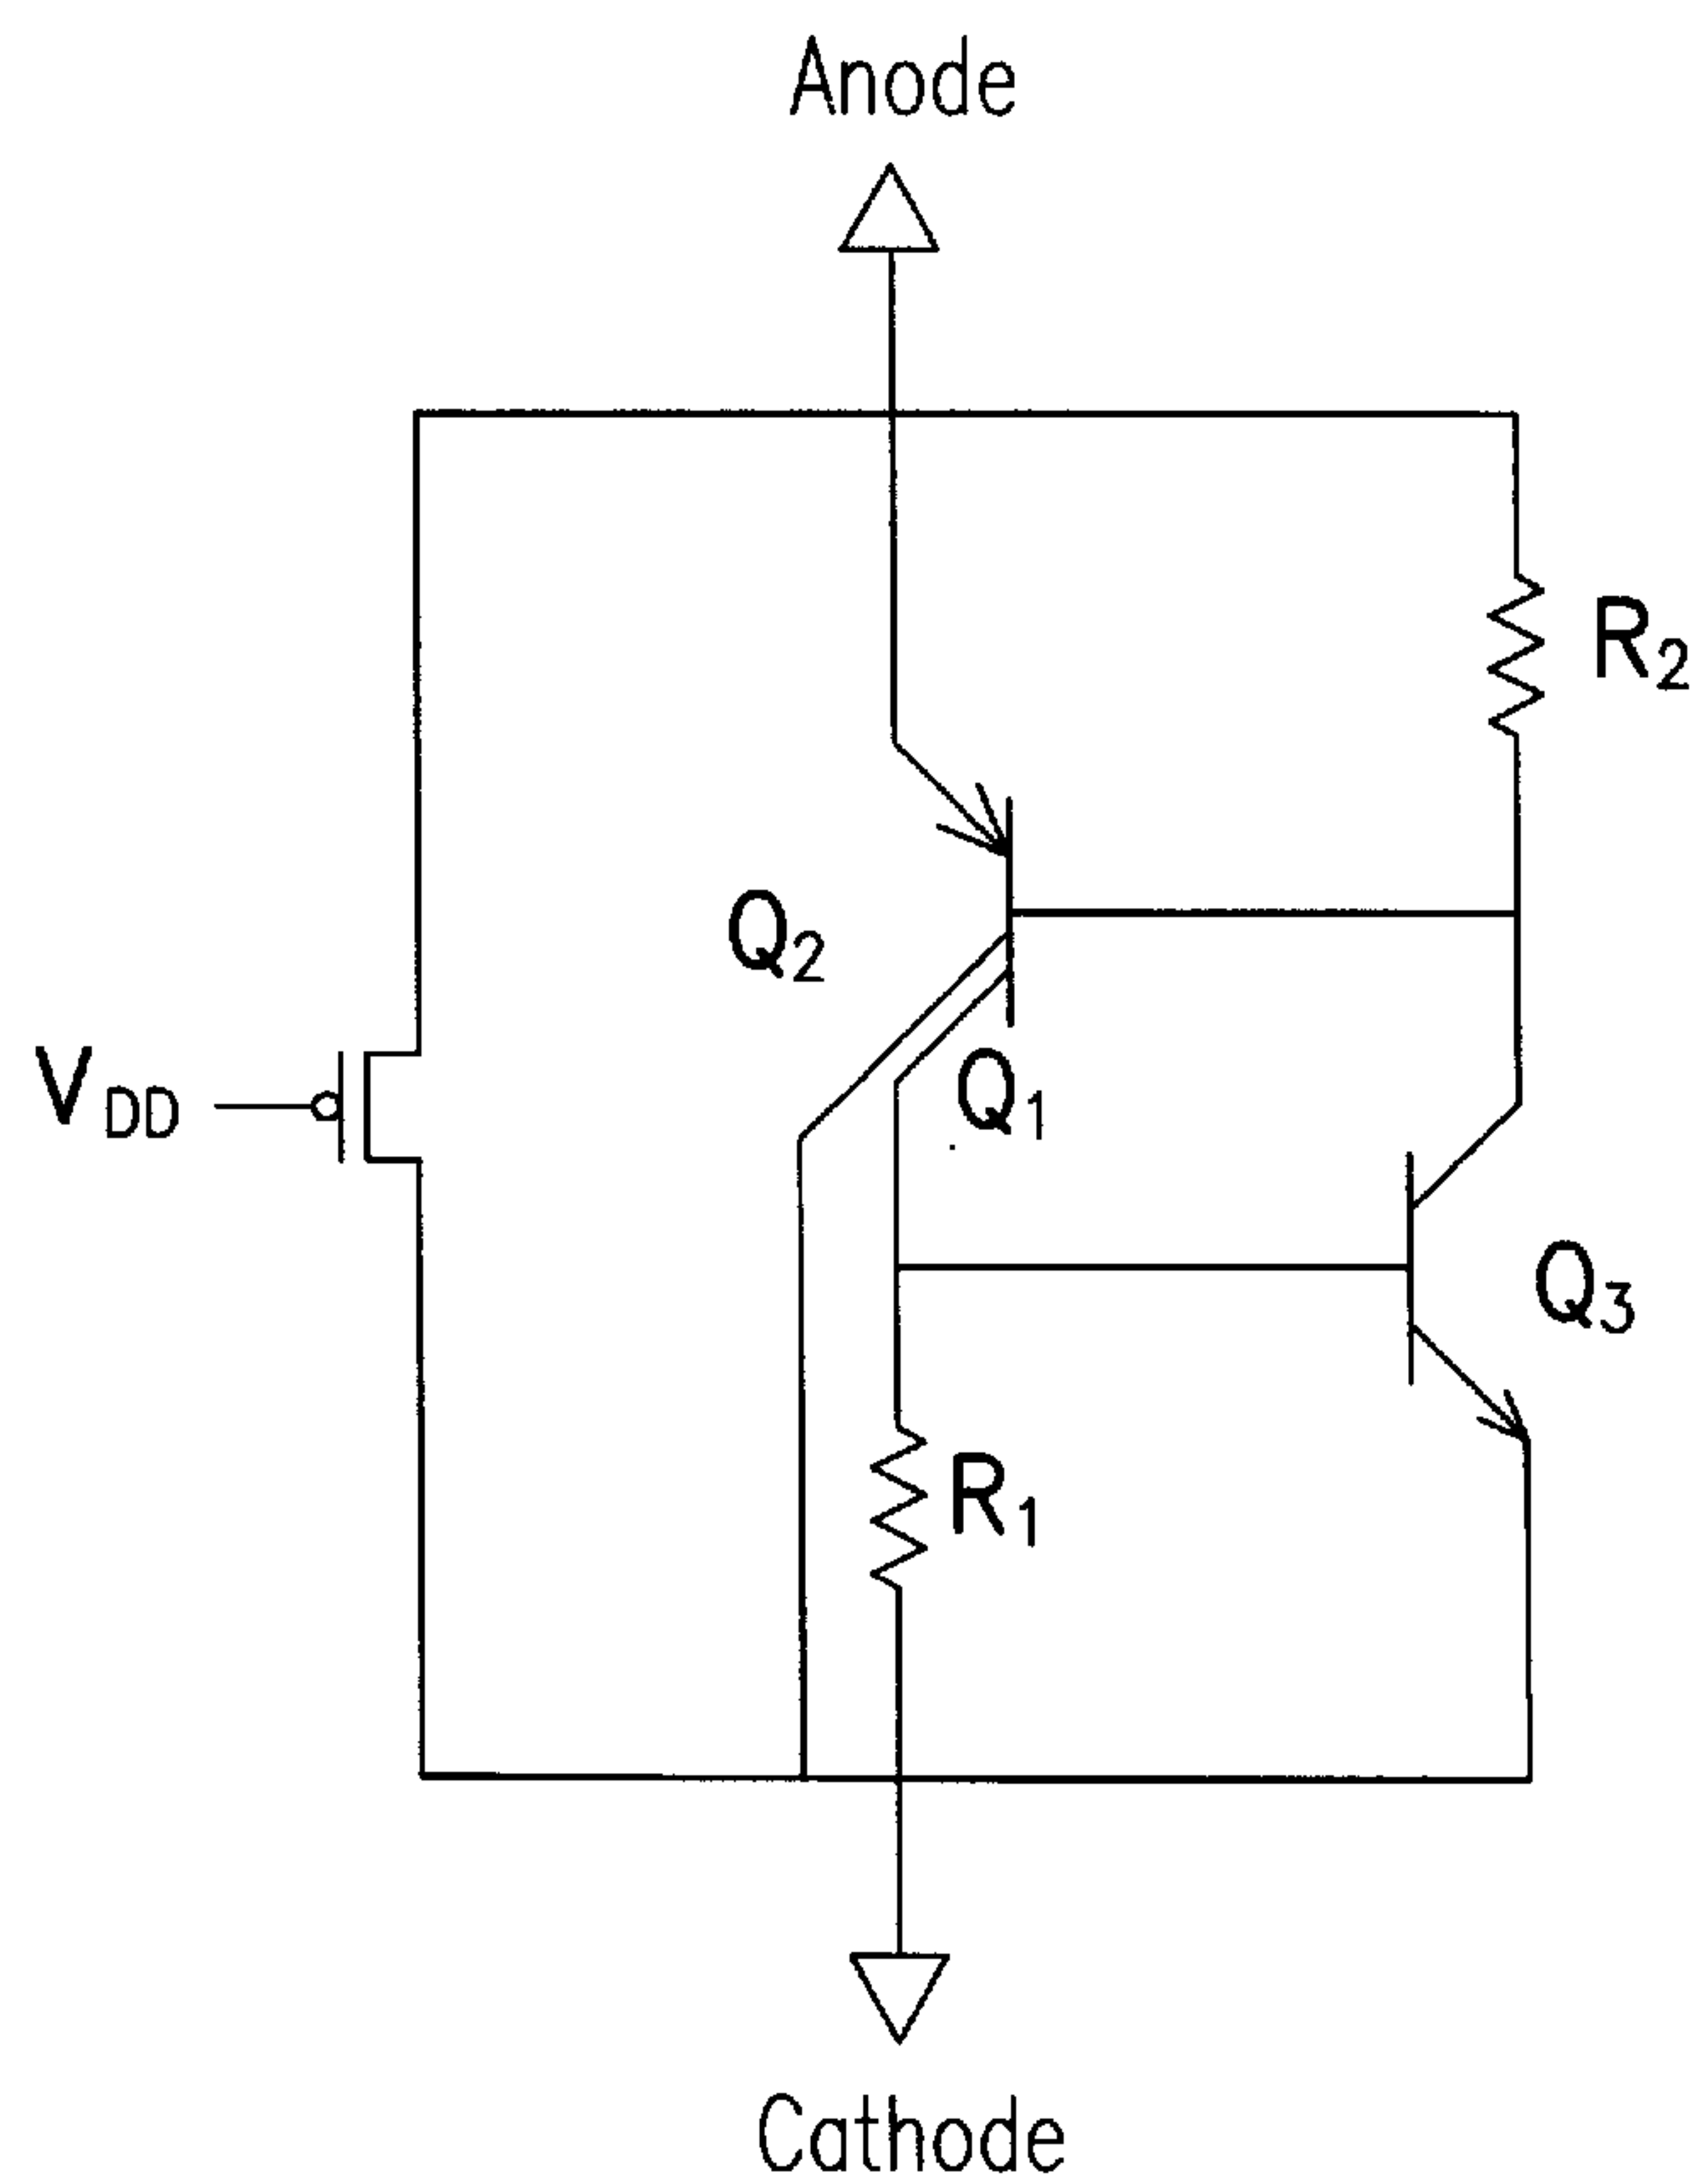 Anode
R2
Q2
Q1
VDD
Q3
R1
Cathode